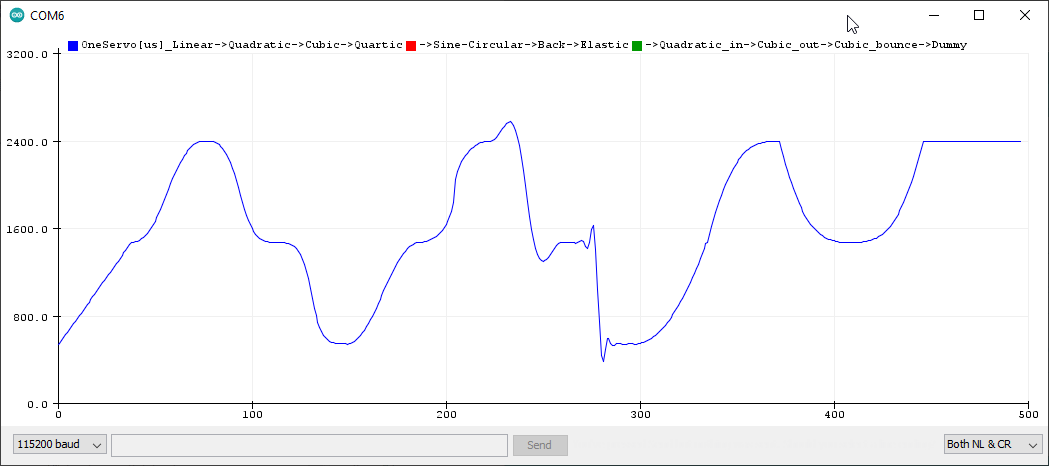 COM6
OneServo[us]_Linear->Quadratic->Cubic->Quartic ->Sine-Circular->Back->Elastic ->Quadratic_in->Cubic_out->Cubic_bounce->Dummy
3200.0
2400.0
1600.0
800.0
0.0
0 100 200 300 400 500
115200 baud Send Both NL & CR